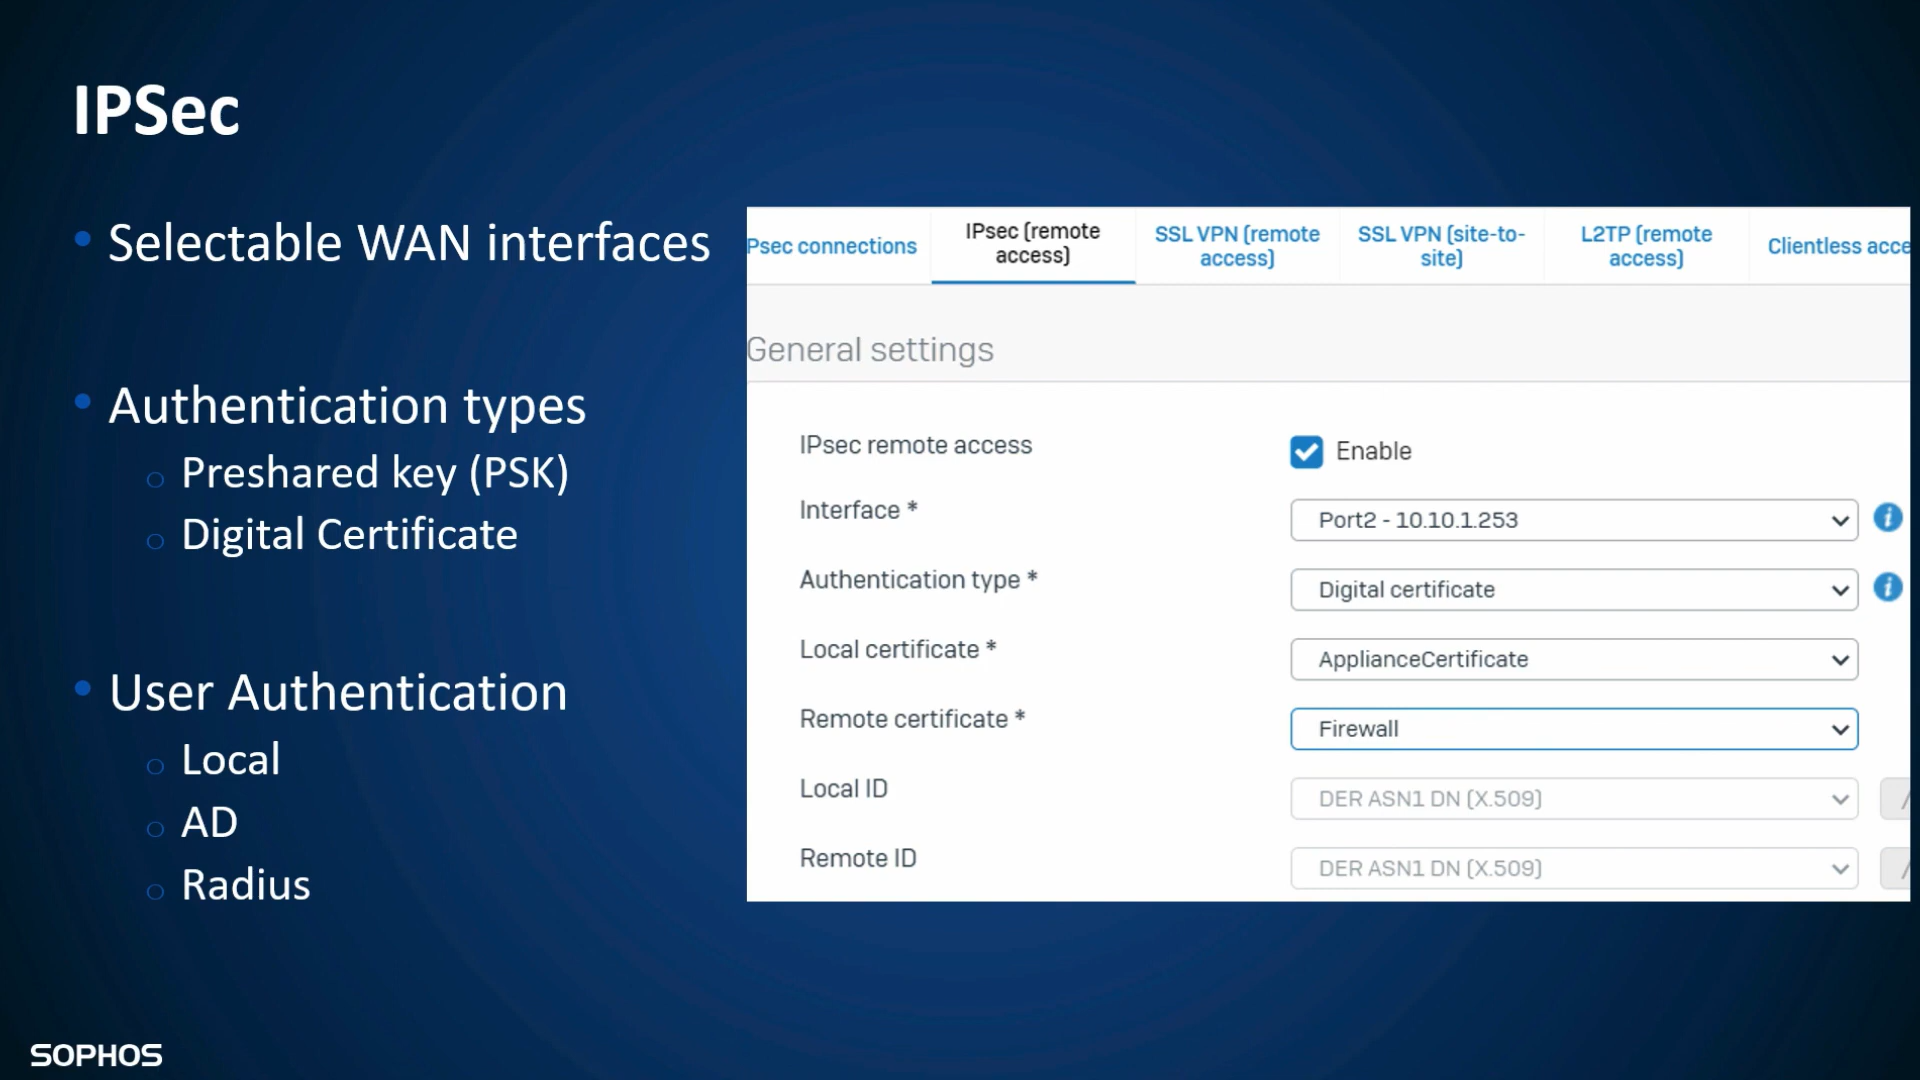 IPSec
• Selectable WAN interfaces
• Authentication types
○ Preshared key (PSK)
○ Digital Certificate
• User Authentication
○ Local
○ AD
○ Radius
Psec connections
IPsec (remote
access)
SSL VPN (remote
access)
SSL VPN (site-to-
site)
L2TP (remote
access)
Clientless acce
General settings
IPsec remote access
Enable
Interface *
Port2 - 10.10.1.253
Authentication type *
Digital certificate
Local certificate *
ApplianceCertificate
Remote certificate *
Firewall
Local ID
DER ASN1 DN (X.509)
/
Remote ID
DER ASN1 DN (X.509)
/
SOPHOS